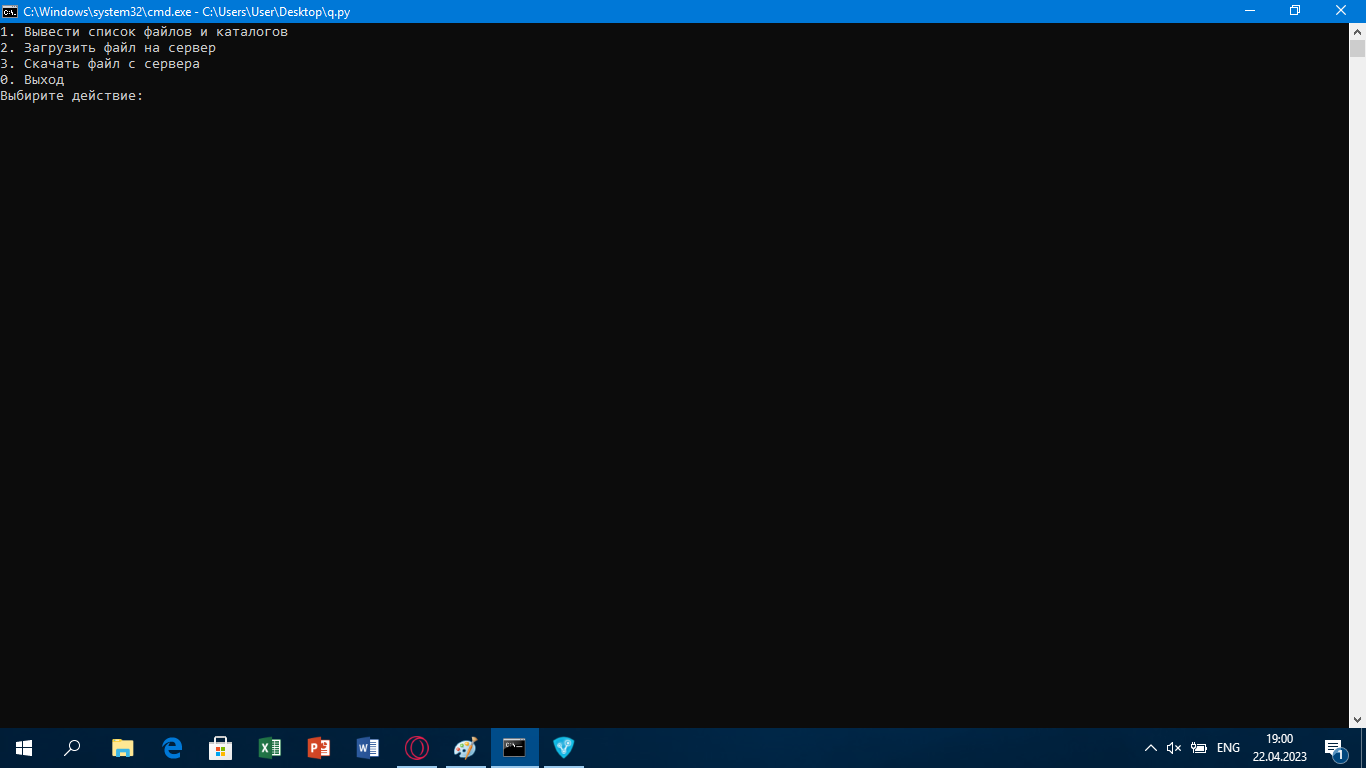 C:\Windows\system32\cmd.exe - C:\Users\User\Desktop\q.py
1. Вывести список файлов и каталогов
2. Загрузить файл на сервер
3. Скачать файл с сервера
0. Выход
Выбирите действие:
ENG
19:00
22.04.2023
1